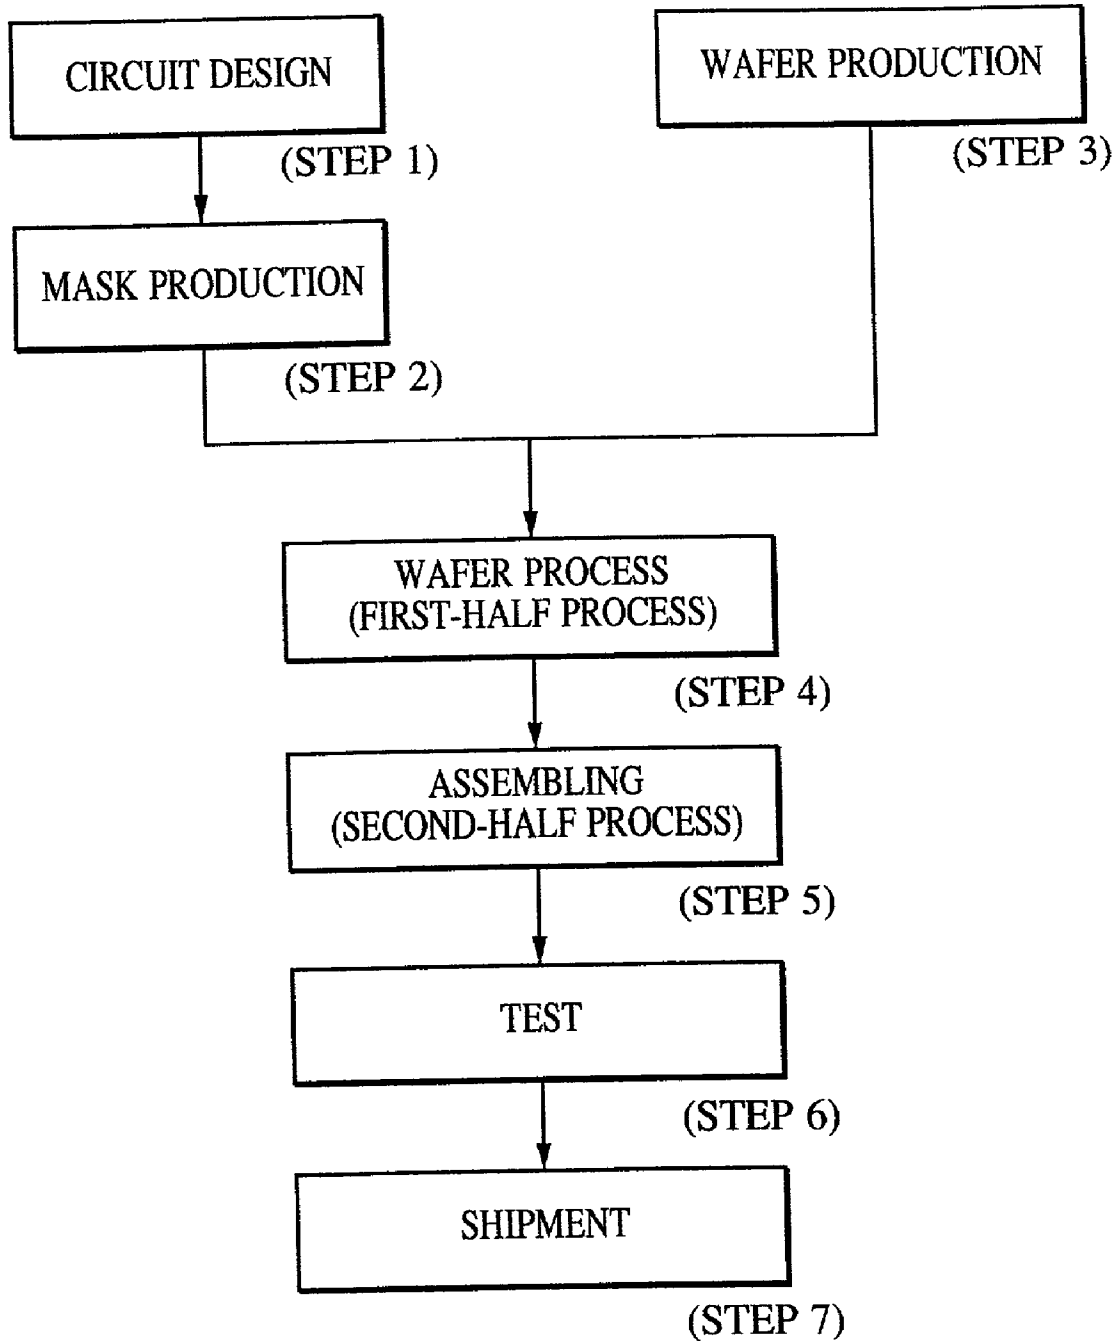 CIRCUIT DESIGN
(STEP 1)
MASK PRODUCTION
(STEP 2)
WAFER PRODUCTION
(STEP 3)
WAFER PROCESS
(FIRST-HALF PROCESS)
(STEP 4)
ASSEMBLING
(SECOND-HALF PROCESS)
(STEP 5)
TEST
(STEP 6)
SHIPMENT
(STEP 7)